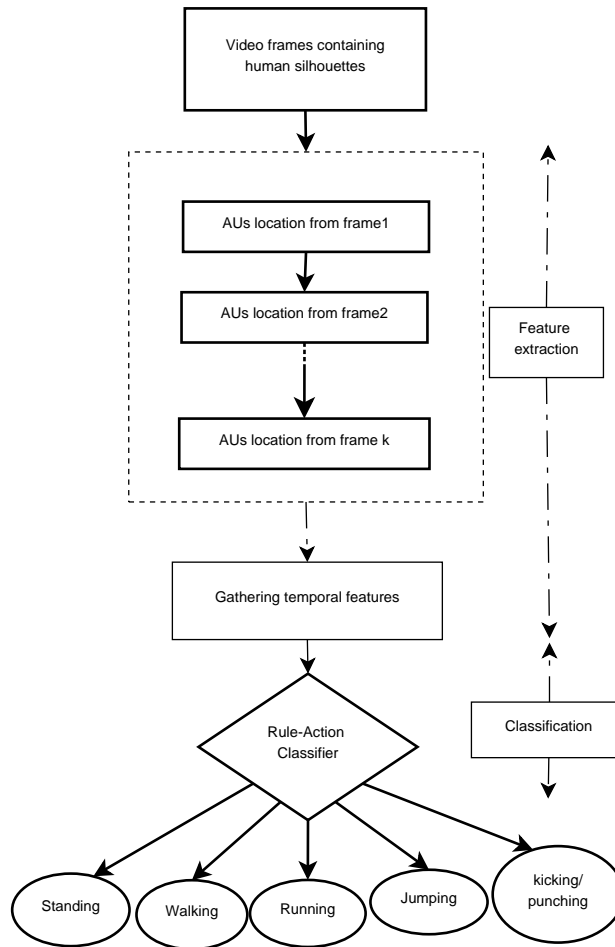 Video frames containing
human silhouettes
AUs location from frame1
AUs location from frame2
Feature
extraction
AUs location from frame k
Gathering temporal features
Rule-Action
Classifier
Classification
Standing
Walking
Running
Jumping
kicking/
punching